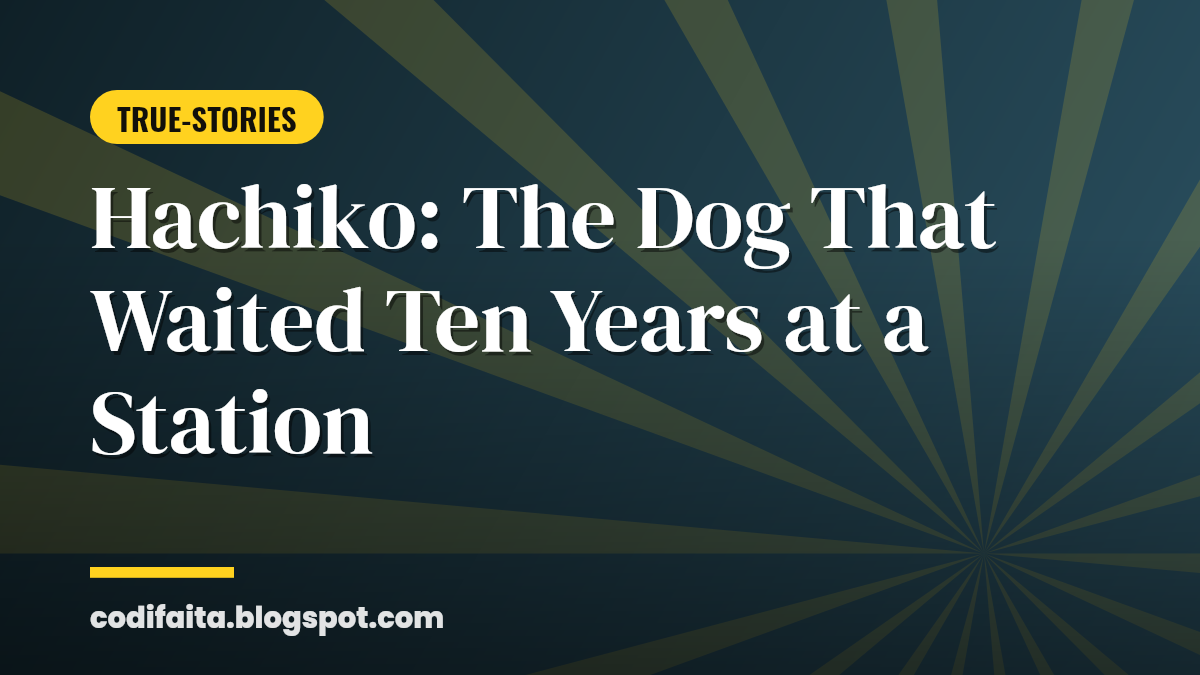 TRUE-STORIES
Hachiko: The Dog That
Waited Ten Years at a
Station
codifaita.blogspot.com